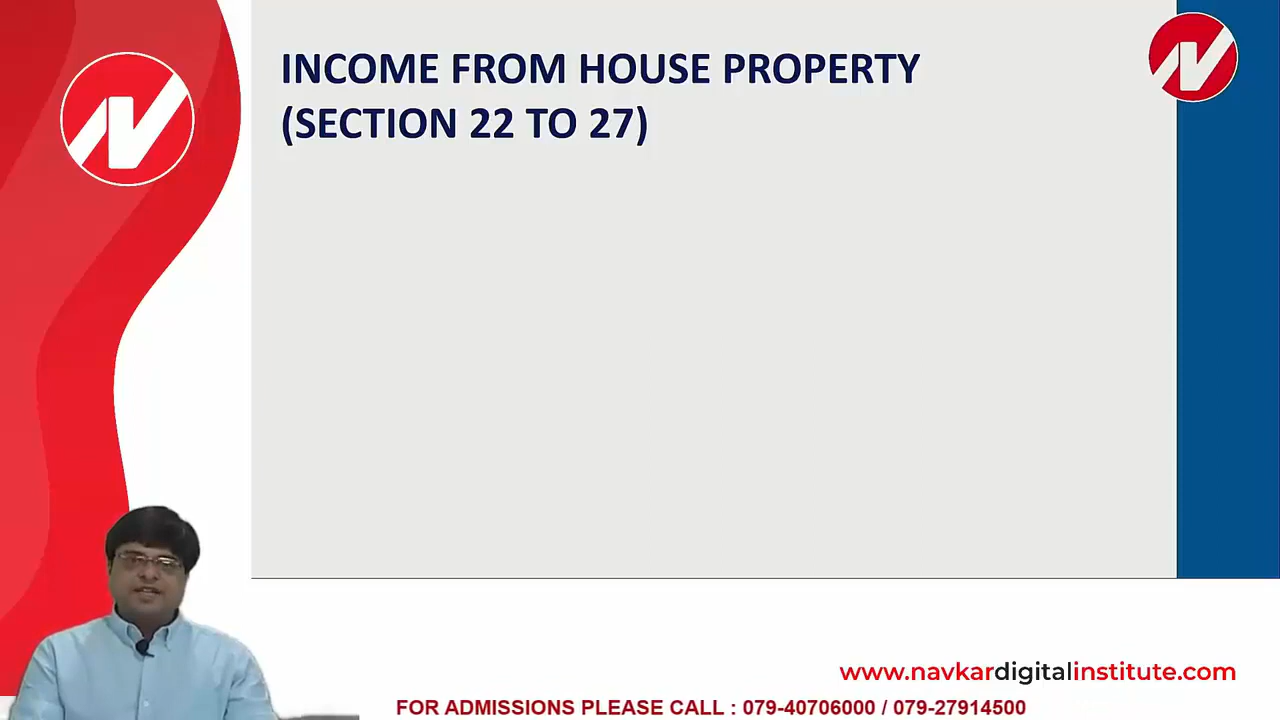 INCOME FROM HOUSE PROPERTY
(SECTION 22 TO 27)
www.navkardigitalinstitute.com
FOR ADMISSIONS PLEASE CALL : 079-40706000 / 079-27914500